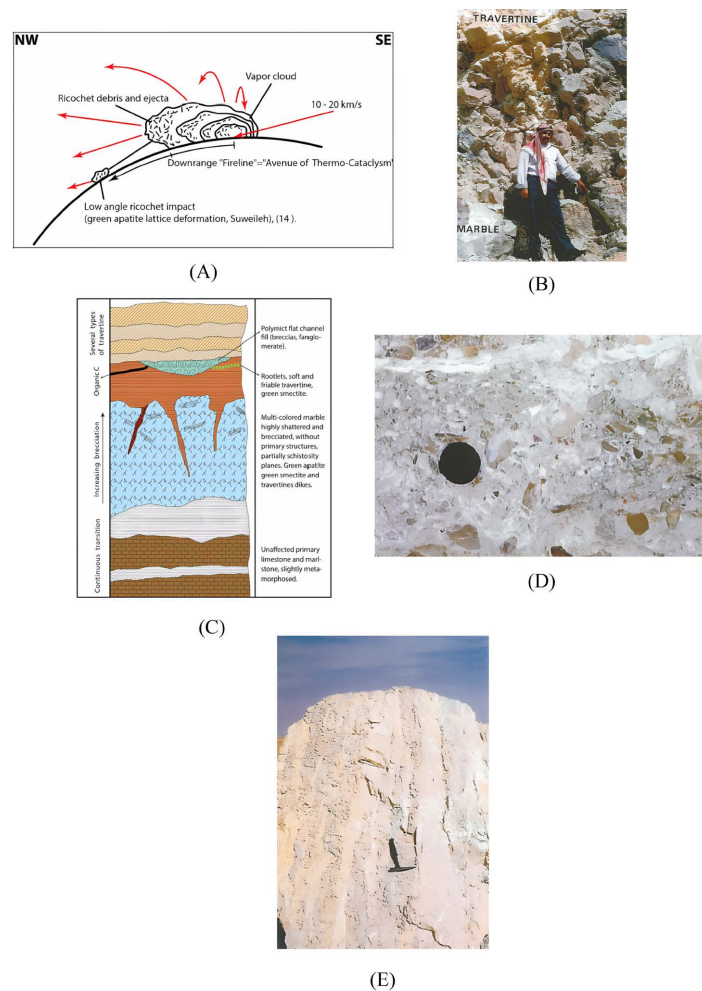 NW
SE
Vapor cloud
Ricochet debris and ejecta
10 - 20 km/s
Downrange "Fireline"="Avenue of Thermo-Cataclysm"
Low angle ricochet impact
(green apatite lattice deformation, Suweileh), (14 ).
(A)
TRAVERTINE
MARBLE
(B)
Several types
of travertine
Organic C
Increasing brecciation
Continuous transition
Polymict flat channel
fill (breccias, fanglo-
merate).
Rootlets, soft and
friable travertine,
green smectite.
Multi-colored marble
highly shattered and
brecciated, without
primary structures,
partially schistosity
planes. Green apatite
green smectite and
travertines dikes.
Unaffected primary
limestone and marl-
stone, slightly meta-
morphosed.
(C)
(D)
(E)